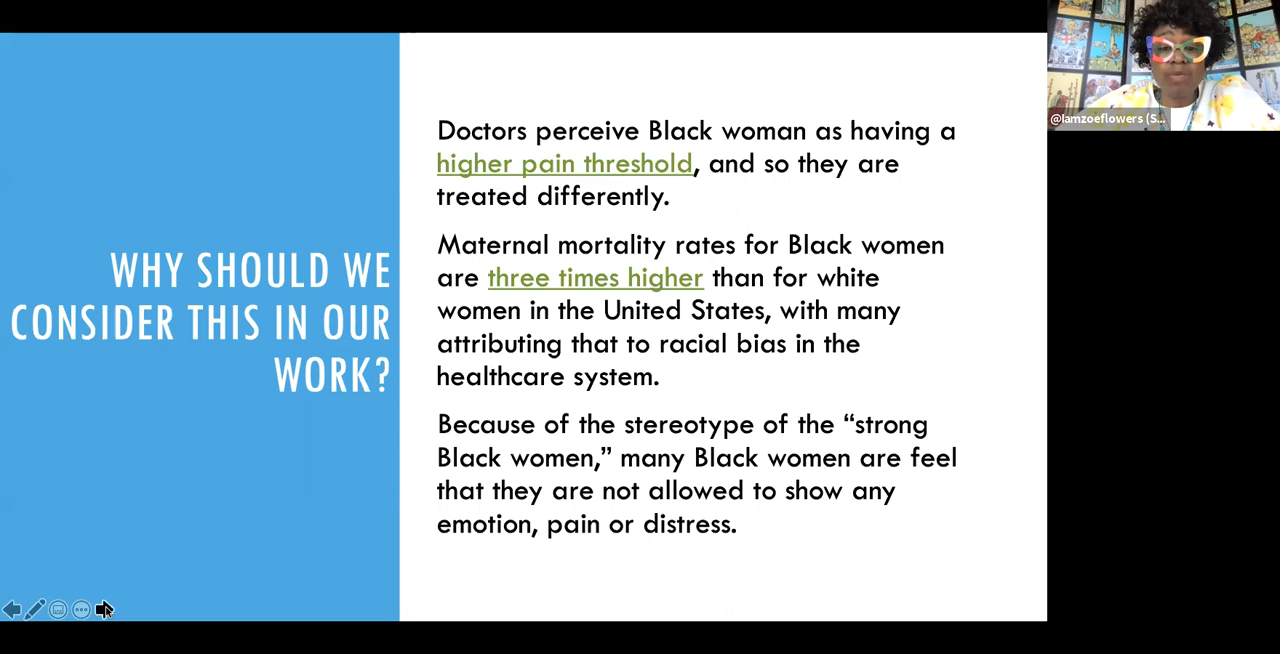 WHY SHOULD WE
CONSIDER THIS IN OUR
WORK?
Doctors perceive Black woman as having a
higher pain threshold, and so they are
treated differently.
Maternal mortality rates for Black women
are three times higher than for white
women in the United States, with many
attributing that to racial bias in the
healthcare system.
Because of the stereotype of the “strong
Black women,” many Black women are feel
that they are not allowed to show any
emotion, pain or distress.
@Iamzoeflowers (S...